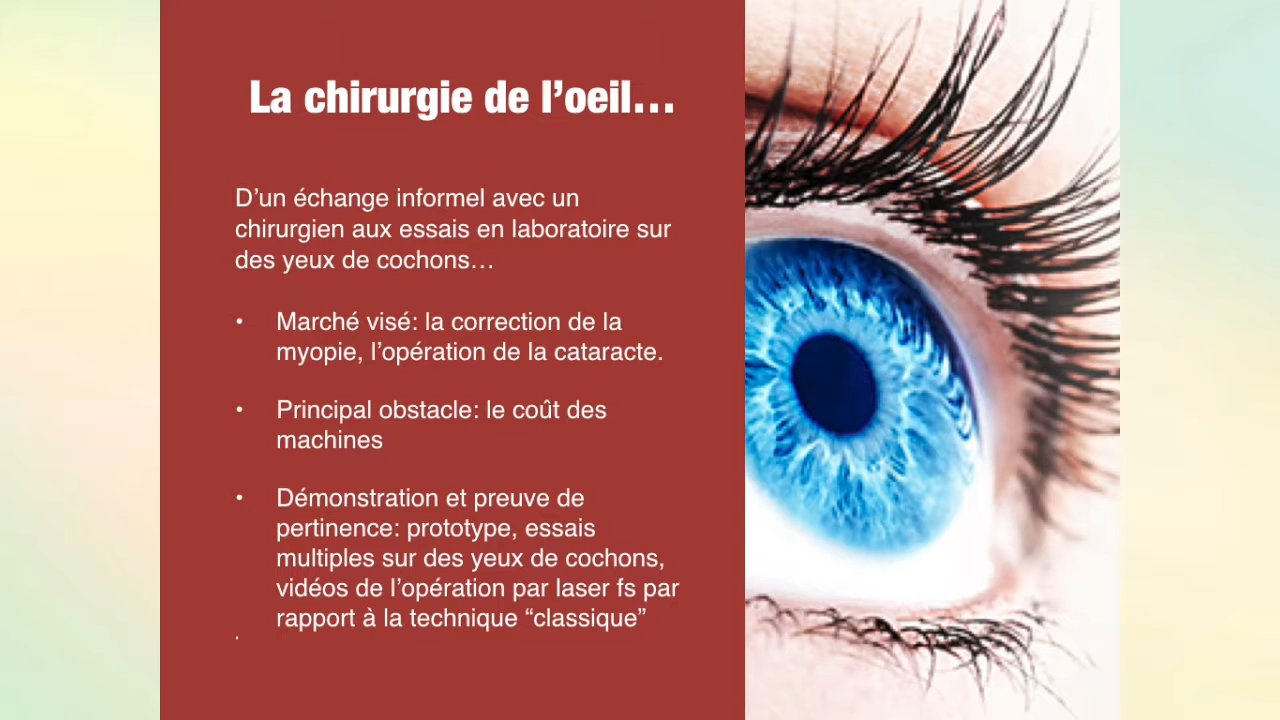 La chirurgie de l’oeil…
D’un échange informel avec un
chirurgien aux essais en laboratoire sur
des yeux de cochons…
• Marché visé: la correction de la
myopie, l’opération de la cataracte.
• Principal obstacle: le coût des
machines
• Démonstration et preuve de
pertinence: prototype, essais
multiples sur des yeux de cochons,
vidéos de l’opération par laser fs par
rapport à la technique “classique”